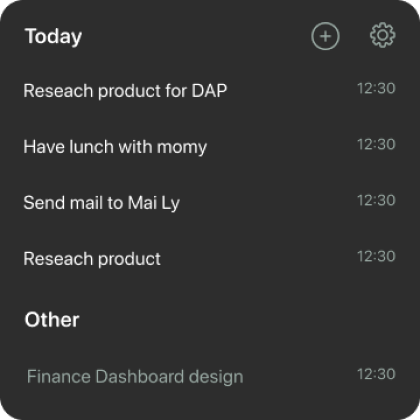 Today
Reseach product for DAP 12:30
Have lunch with momy 12:30
Send mail to Mai Ly 12:30
Reseach product 12:30
Other
Finance Dashboard design 12:30